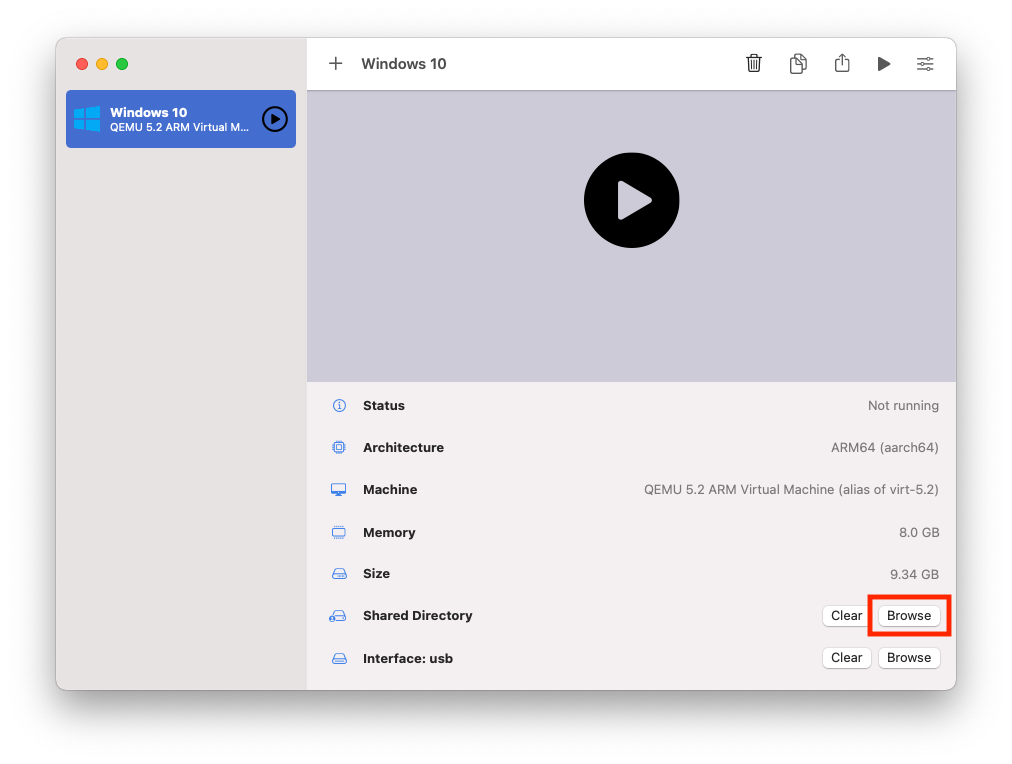 Windows 10
Windows 10
QEMU 5.2 ARM Virtual M...
Status Not running
Architecture ARM64 (aarch64)
Machine QEMU 5.2 ARM Virtual Machine (alias of virt-5.2)
Memory 8.0 GB
Size 9.34 GB
Shared Directory Clear Browse
Interface: usb Clear Browse